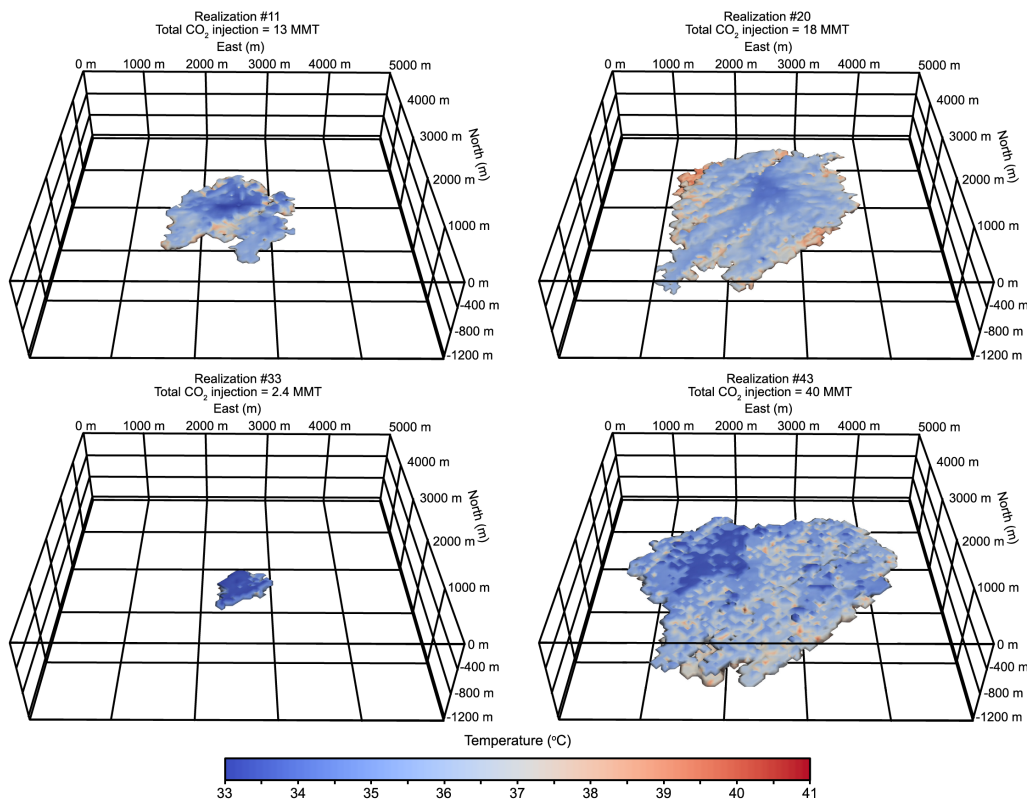 Realization #11
Total CO₂ injection = 13 MMT
East (m)
0 m 1000 m 2000 m 3000 m 4000 m 5000 m
4000 m
3000 m
North (m)
2000 m
1000 m
0 m
-400 m
-800 m
-1200 m
Realization #20
Total CO₂ injection = 18 MMT
East (m)
0 m 1000 m 2000 m 3000 m 4000 m 5000 m
4000 m
3000 m
North (m)
2000 m
1000 m
0 m
-400 m
-800 m
-1200 m
Realization #33
Total CO₂ injection = 2.4 MMT
East (m)
0 m 1000 m 2000 m 3000 m 4000 m 5000 m
4000 m
3000 m
North (m)
2000 m
1000 m
0 m
-400 m
-800 m
-1200 m
Realization #43
Total CO₂ injection = 40 MMT
East (m)
0 m 1000 m 2000 m 3000 m 4000 m 5000 m
4000 m
3000 m
North (m)
2000 m
1000 m
0 m
-400 m
-800 m
-1200 m
Temperature (°C)
33 34 35 36 37 38 39 40 41